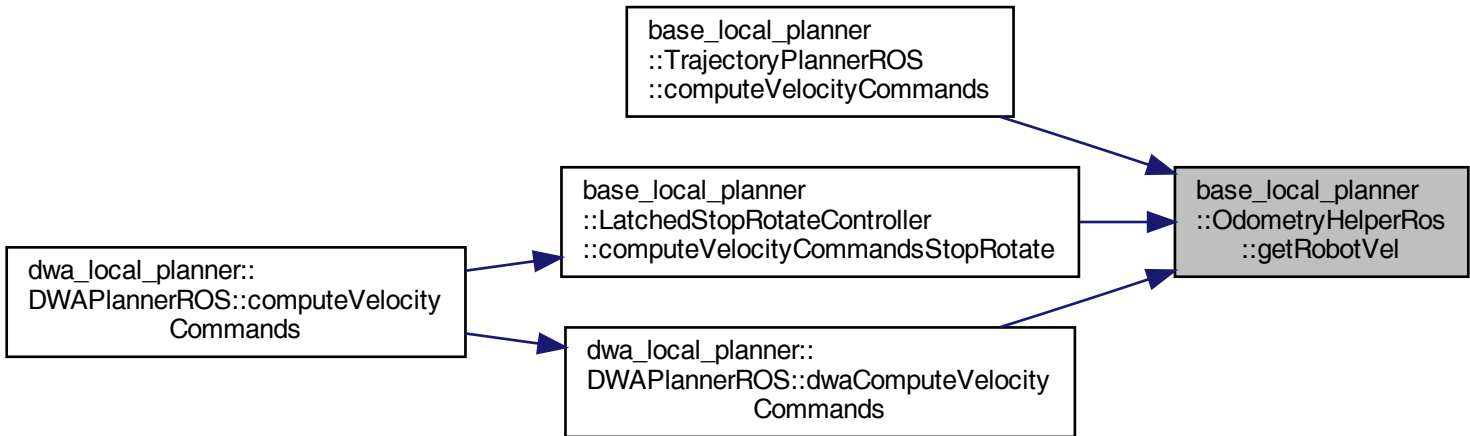 base_local_planner
::TrajectoryPlannerROS
::computeVelocityCommands
base_local_planner
::LatchedStopRotateController
::computeVelocityCommandsStopRotate
base_local_planner
::OdometryHelperRos
::getRobotVel
dwa_local_planner::
DWAPlannerROS::computeVelocity
Commands
dwa_local_planner::
DWAPlannerROS::dwaComputeVelocity
Commands